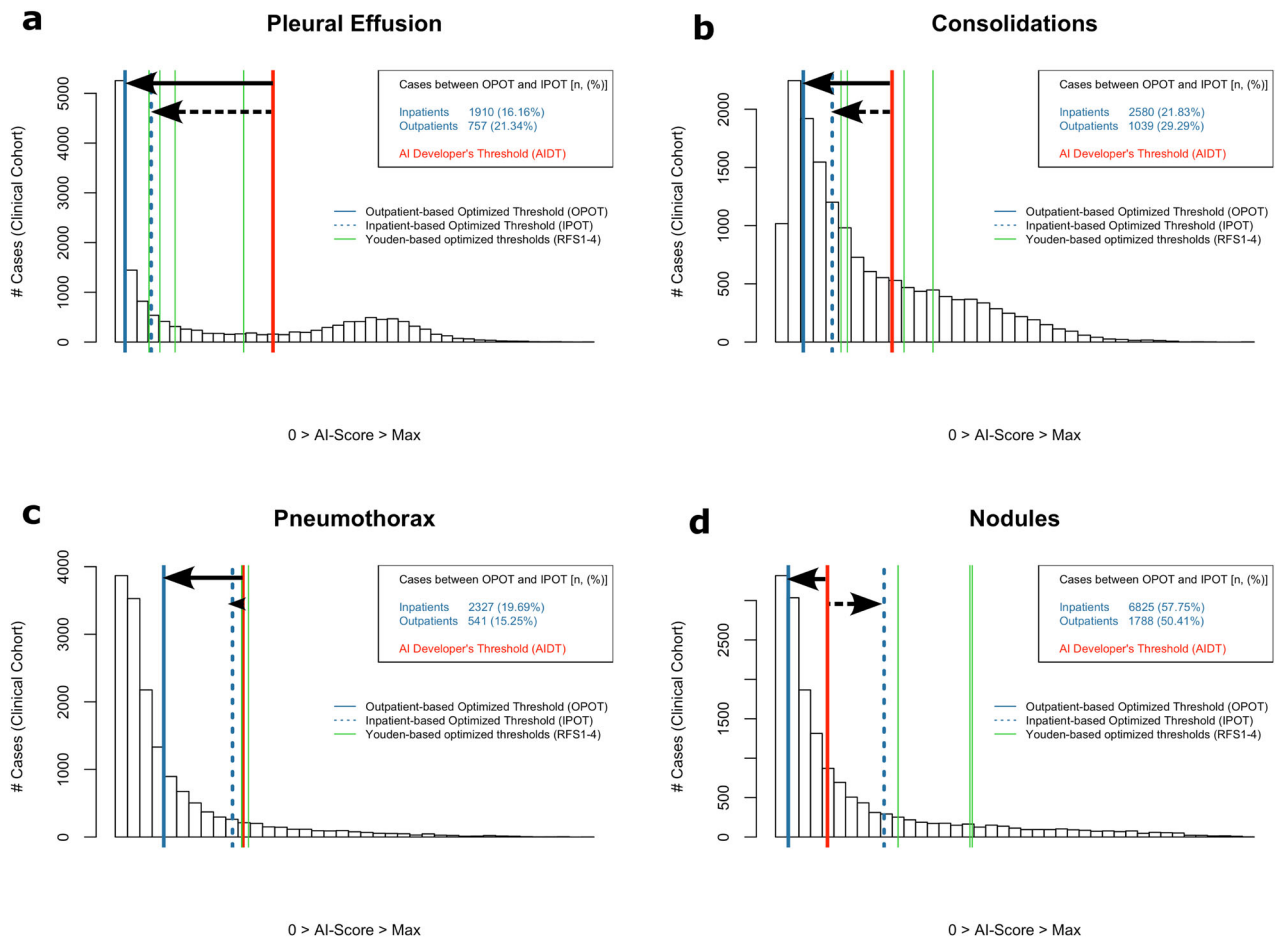 a
Pleural Effusion
# Cases (Clinical Cohort)
5000
4000
3000
2000
1000
0
Cases between OPOT and IPOT [n, (%)]
Inpatients 1910 (16.16%)
Outpatients 757 (21.34%)
AI Developer's Threshold (AIDT)
Outpatient-based Optimized Threshold (OPOT)
Inpatient-based Optimized Threshold (IPOT)
Youden-based optimized thresholds (RFS1-4)
0 > AI-Score > Max
b
Consolidations
# Cases (Clinical Cohort)
2000
1500
1000
500
0
Cases between OPOT and IPOT [n, (%)]
Inpatients 2580 (21.83%)
Outpatients 1039 (29.29%)
AI Developer's Threshold (AIDT)
Outpatient-based Optimized Threshold (OPOT)
Inpatient-based Optimized Threshold (IPOT)
Youden-based optimized thresholds (RFS1-4)
0 > AI-Score > Max
c
Pneumothorax
# Cases (Clinical Cohort)
4000
3000
2000
1000
0
Cases between OPOT and IPOT [n, (%)]
Inpatients 2327 (19.69%)
Outpatients 541 (15.25%)
AI Developer's Threshold (AIDT)
Outpatient-based Optimized Threshold (OPOT)
Inpatient-based Optimized Threshold (IPOT)
Youden-based optimized thresholds (RFS1-4)
0 > AI-Score > Max
d
Nodules
# Cases (Clinical Cohort)
2500
1500
500
0
Cases between OPOT and IPOT [n, (%)]
Inpatients 6825 (57.75%)
Outpatients 1788 (50.41%)
AI Developer's Threshold (AIDT)
Outpatient-based Optimized Threshold (OPOT)
Inpatient-based Optimized Threshold (IPOT)
Youden-based optimized thresholds (RFS1-4)
0 > AI-Score > Max